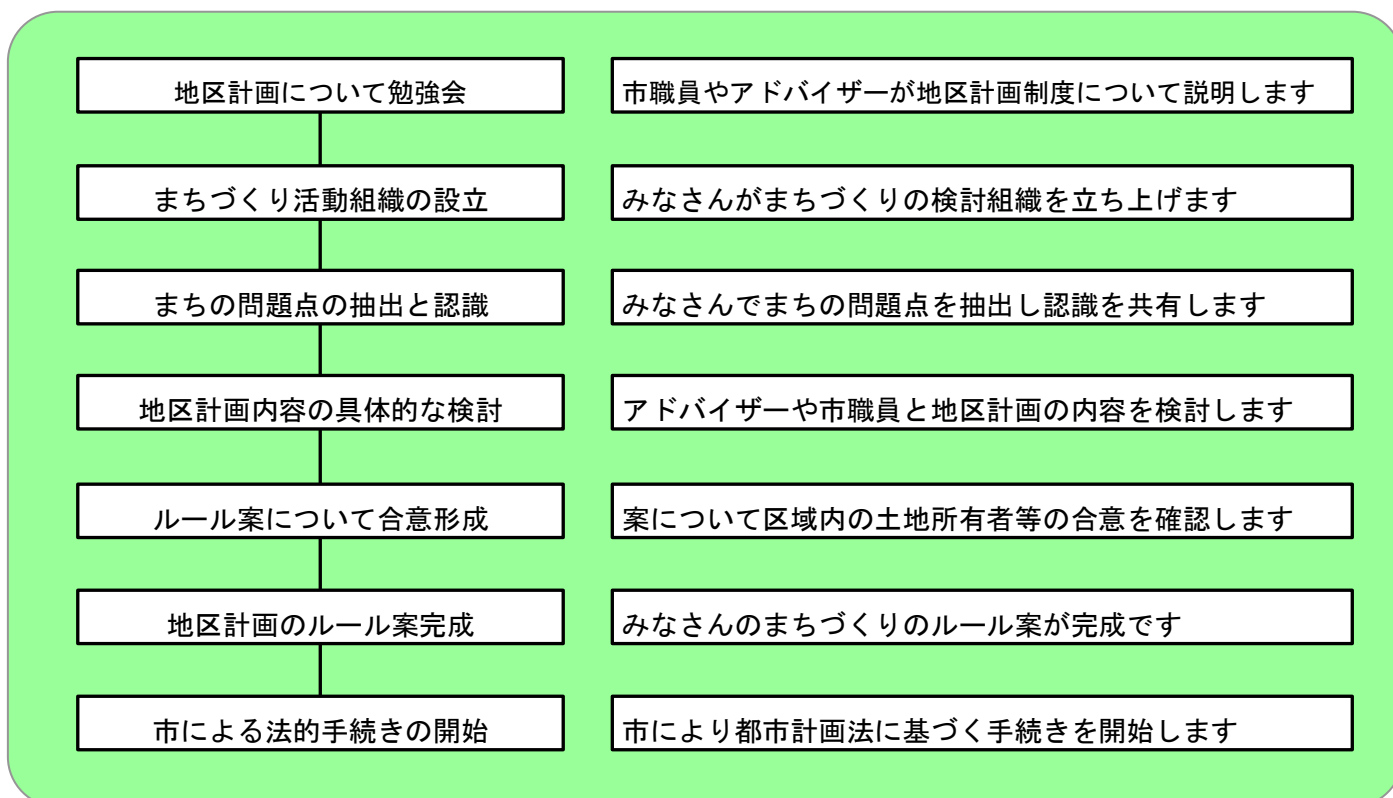 地区計画について勉強会
市職員やアドバイザーが地区計画制度について説明します
まちづくり活動組織の設立
みなさんがまちづくりの検討組織を立ち上げます
まちの問題点の抽出と認識
みなさんでまちの問題点を抽出し認識を共有します
地区計画内容の具体的な検討
アドバイザーや市職員と地区計画の内容を検討します
ルール案について合意形成
案について区域内の土地所有者等の合意を確認します
地区計画のルール案完成
みなさんのまちづくりのルール案が完成です
市による法的手続きの開始
市により都市計画法に基づく手続きを開始します